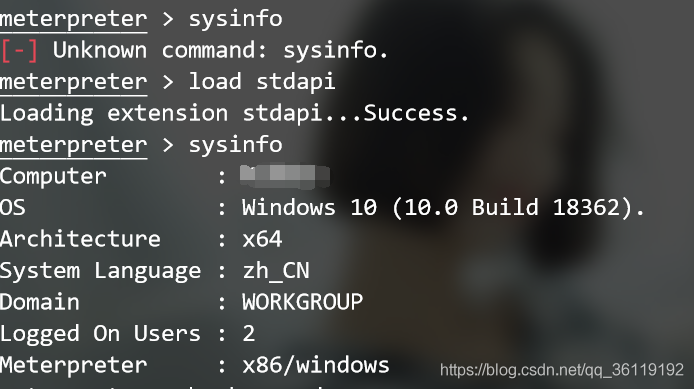 meterpreter > sysinfo
[-] Unknown command: sysinfo.
meterpreter > load stdapi
Loading extension stdapi...Success.
meterpreter > sysinfo
Computer        :
OS              : Windows 10 (10.0 Build 18362).
Architecture    : x64
System Language : zh_CN
Domain          : WORKGROUP
Logged On Users : 2
Meterpreter     : x86/windows
https://blog.csdn.net/qq_36119192